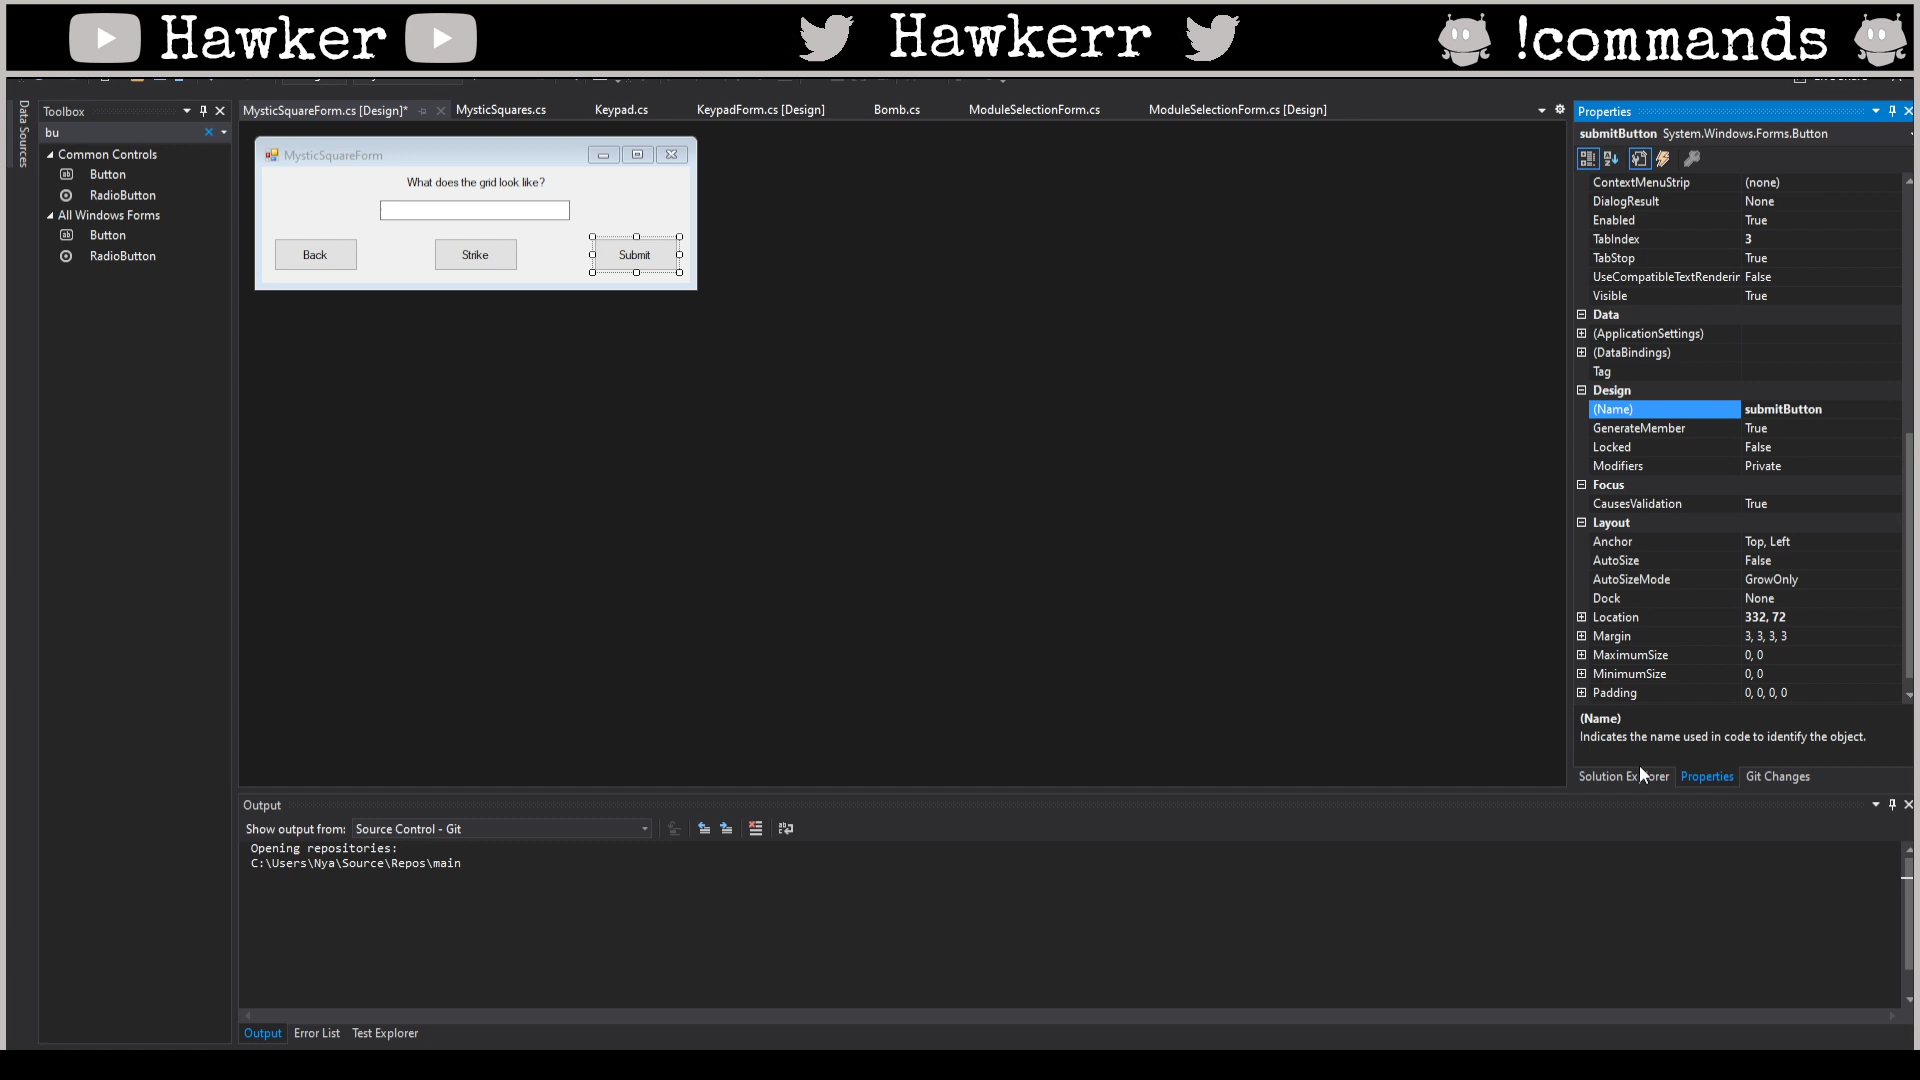 Hawker
Hawkerr
!commands
Data Sources
Toolbox
bu
Common Controls
Button
RadioButton
All Windows Forms
Button
RadioButton
MysticSquareForm.cs [Design]*
MysticSquares.cs
Keypad.cs
KeypadForm.cs [Design]
Bomb.cs
ModuleSelectionForm.cs
ModuleSelectionForm.cs [Design]
MysticSquareForm
What does the grid look like?
Back
Strike
Submit
Properties
submitButton System.Windows.Forms.Button
ContextMenuStrip (none)
DialogResult None
Enabled True
TabIndex 3
TabStop True
UseCompatibleTextRenderin False
Visible True
Data
(ApplicationSettings)
(DataBindings)
Tag
Design
(Name) submitButton
GenerateMember True
Locked False
Modifiers Private
Focus
CausesValidation True
Layout
Anchor Top, Left
AutoSize False
AutoSizeMode GrowOnly
Dock None
Location 332, 72
Margin 3, 3, 3, 3
MaximumSize 0, 0
MinimumSize 0, 0
Padding 0, 0, 0, 0
(Name)
Indicates the name used in code to identify the object.
Solution Explorer
Properties
Git Changes
Output
Show output from: Source Control - Git
Opening repositories:
C:\Users\Nya\Source\Repos\main
Output
Error List
Test Explorer